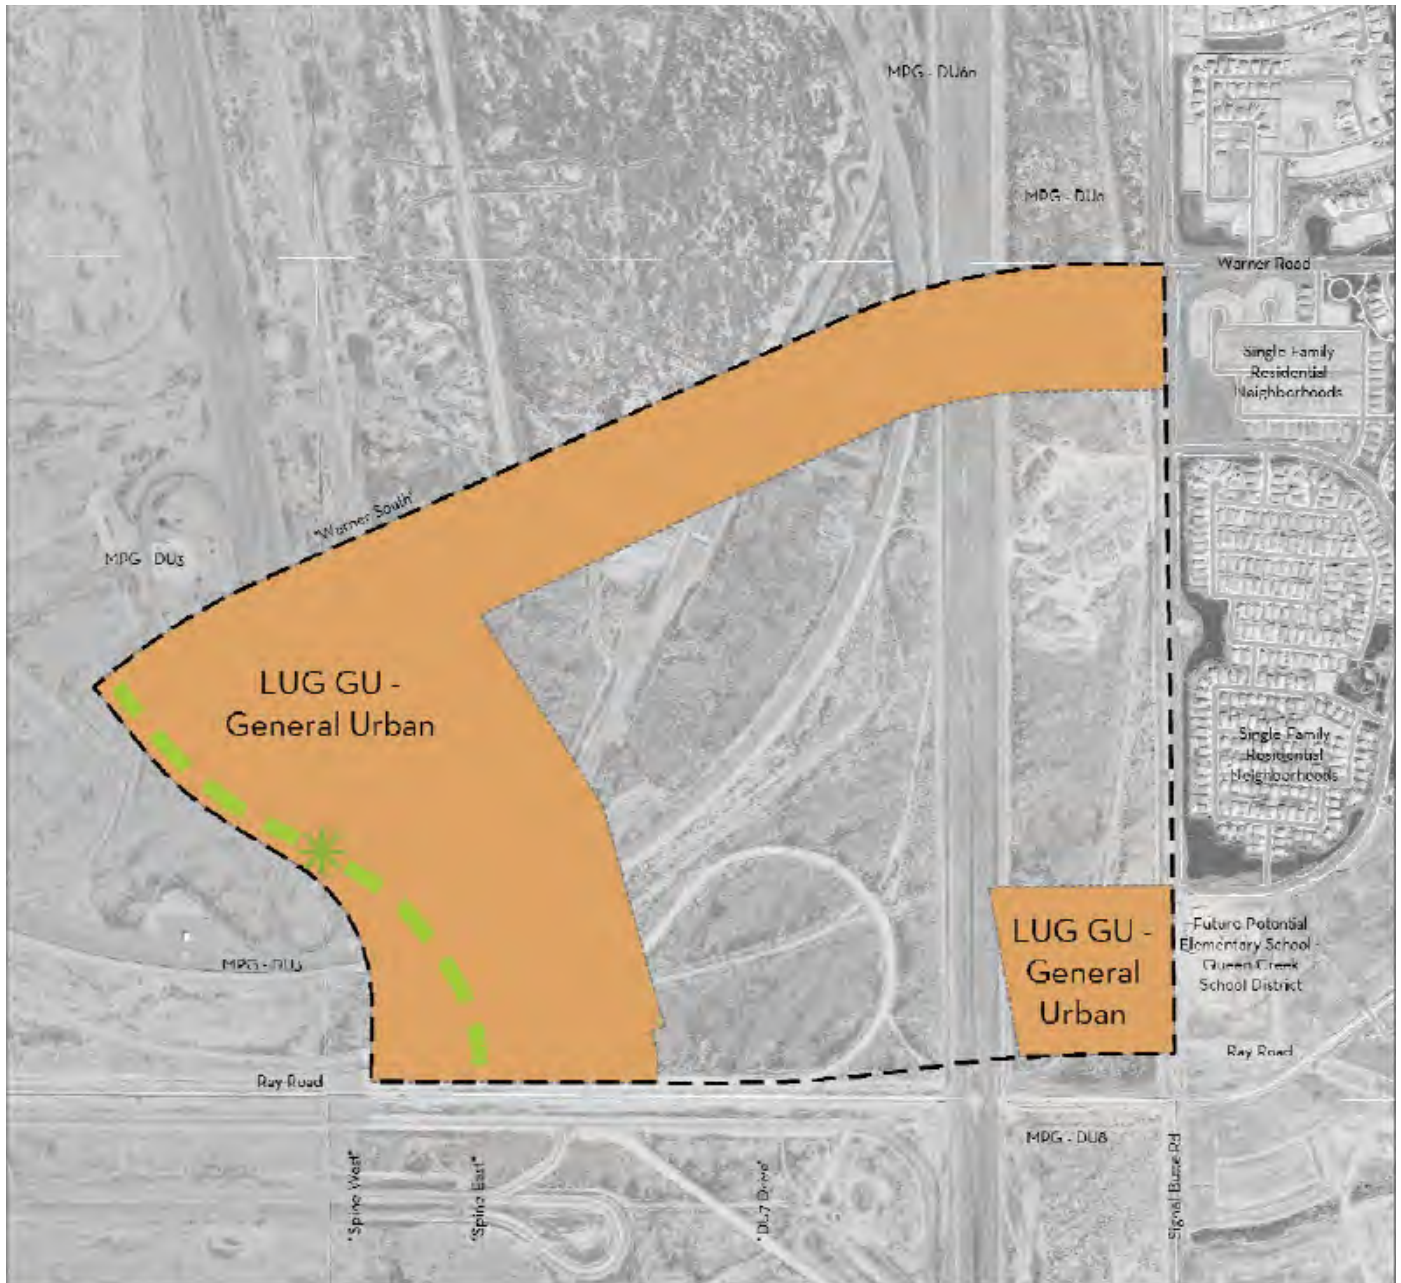 MPG - DU6n
MPG - DU6
Warner Road
Single Family
Residential
Neighborhoods
"Warner South"
MPG - DU3
LUG GU -
General Urban
Single Family
Residential
Neighborhoods
LUG GU -
General
Urban
Future Potential
Elementary School -
Queen Creek
School District
MPG - DU3
Ray Road
Ray Road
MPG - DU8
"Spine West"
"Spine East"
"DU7 Drive"
Signal Butte Rd